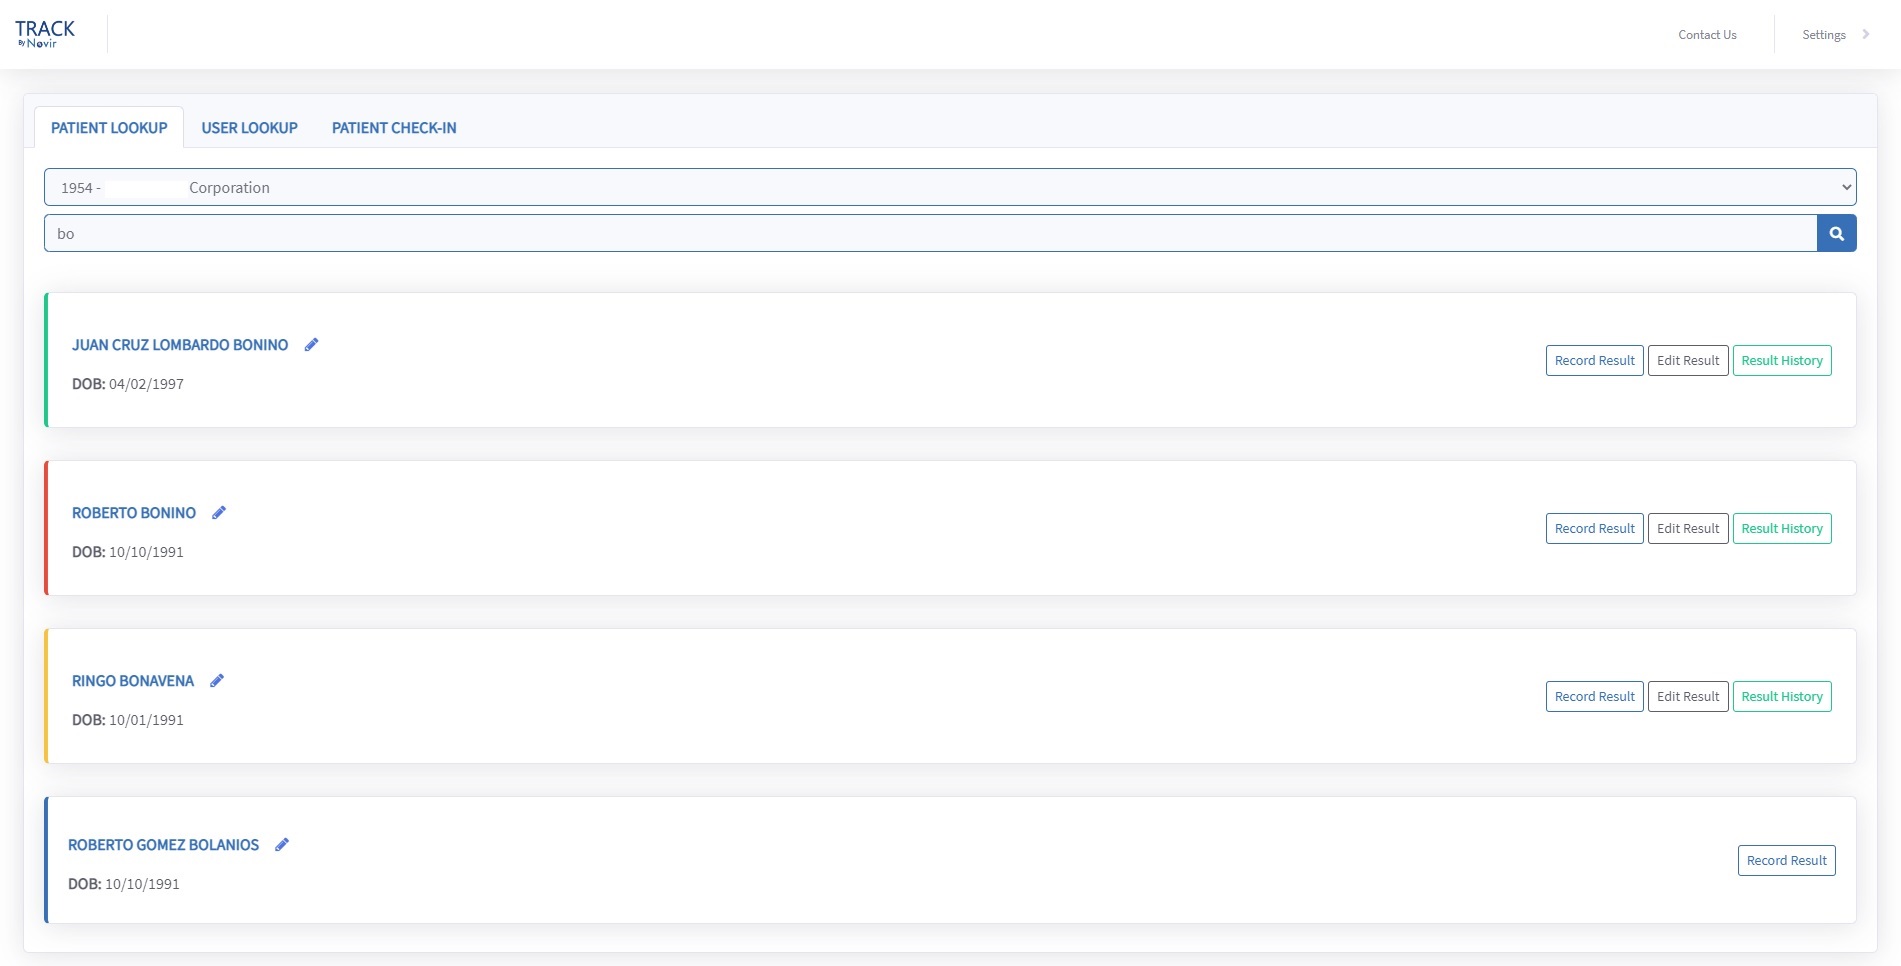 TRACK
By Novir
Contact Us
Settings
PATIENT LOOKUP
USER LOOKUP
PATIENT CHECK-IN
1954 - Corporation
bo
JUAN CRUZ LOMBARDO BONINO
DOB: 04/02/1997
Record Result
Edit Result
Result History
ROBERTO BONINO
DOB: 10/10/1991
Record Result
Edit Result
Result History
RINGO BONAVENA
DOB: 10/01/1991
Record Result
Edit Result
Result History
ROBERTO GOMEZ BOLANIOS
DOB: 10/10/1991
Record Result